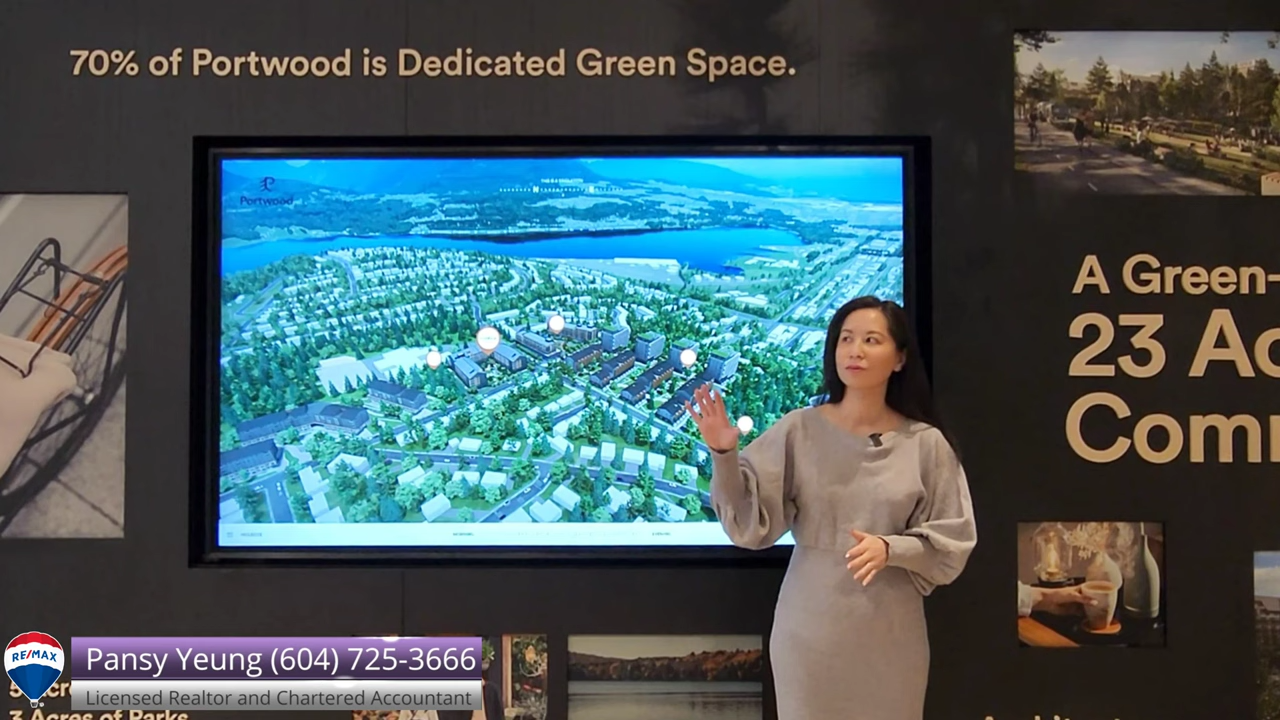 70% of Portwood is Dedicated Green Space.
Portwood
A Green-
23 Ac
Comm
RE/MAX
Pansy Yeung (604) 725-3666
Licensed Realtor and Chartered Accountant
3 Acres of Parks